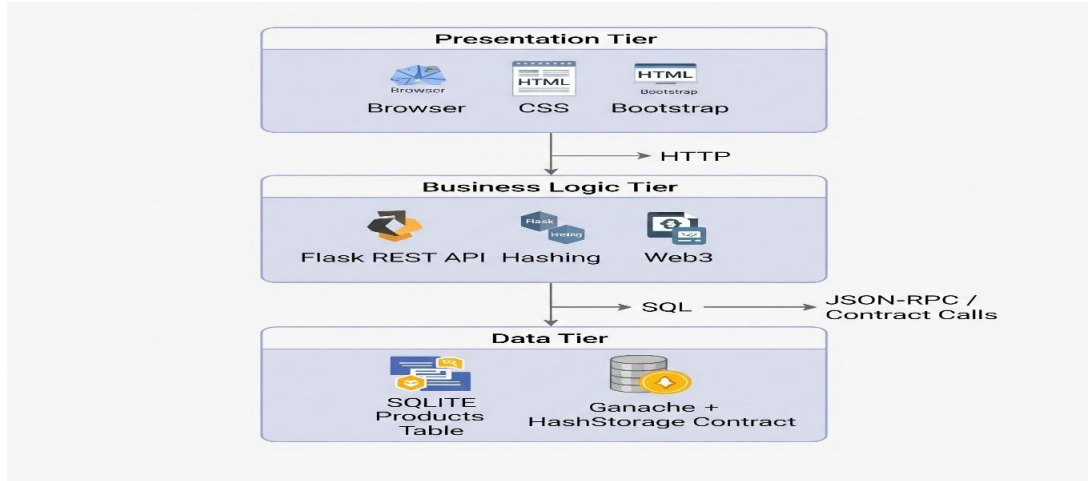 Presentation Tier
Browser
HTML
HTML
Bootstrap
Browser
CSS
Bootstrap
HTTP
Business Logic Tier
Flask
Flask REST API
Hashing
Web3
SQL
JSON-RPC /
Contract Calls
Data Tier
SQLITE
Products
Table
Ganache +
HashStorage Contract